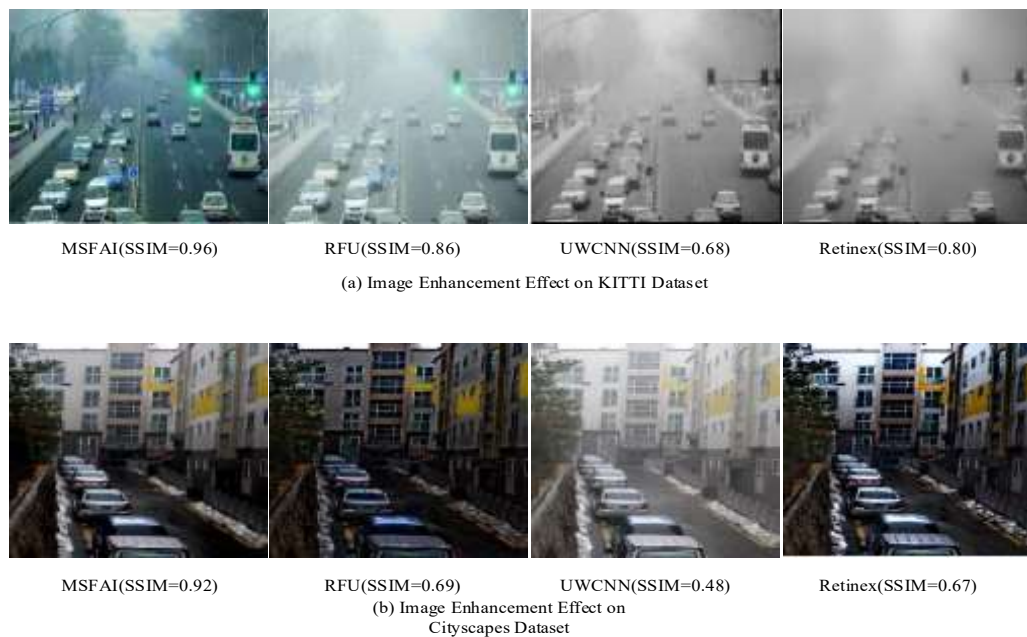 MSFAI(SSIM=0.96)
RFU(SSIM=0.86)
UWCNN(SSIM=0.68)
Retinex(SSIM=0.80)
(a) Image Enhancement Effect on KITTI Dataset
MSFAI(SSIM=0.92)
RFU(SSIM=0.69)
UWCNN(SSIM=0.48)
Retinex(SSIM=0.67)
(b) Image Enhancement Effect on
Cityscapes Dataset